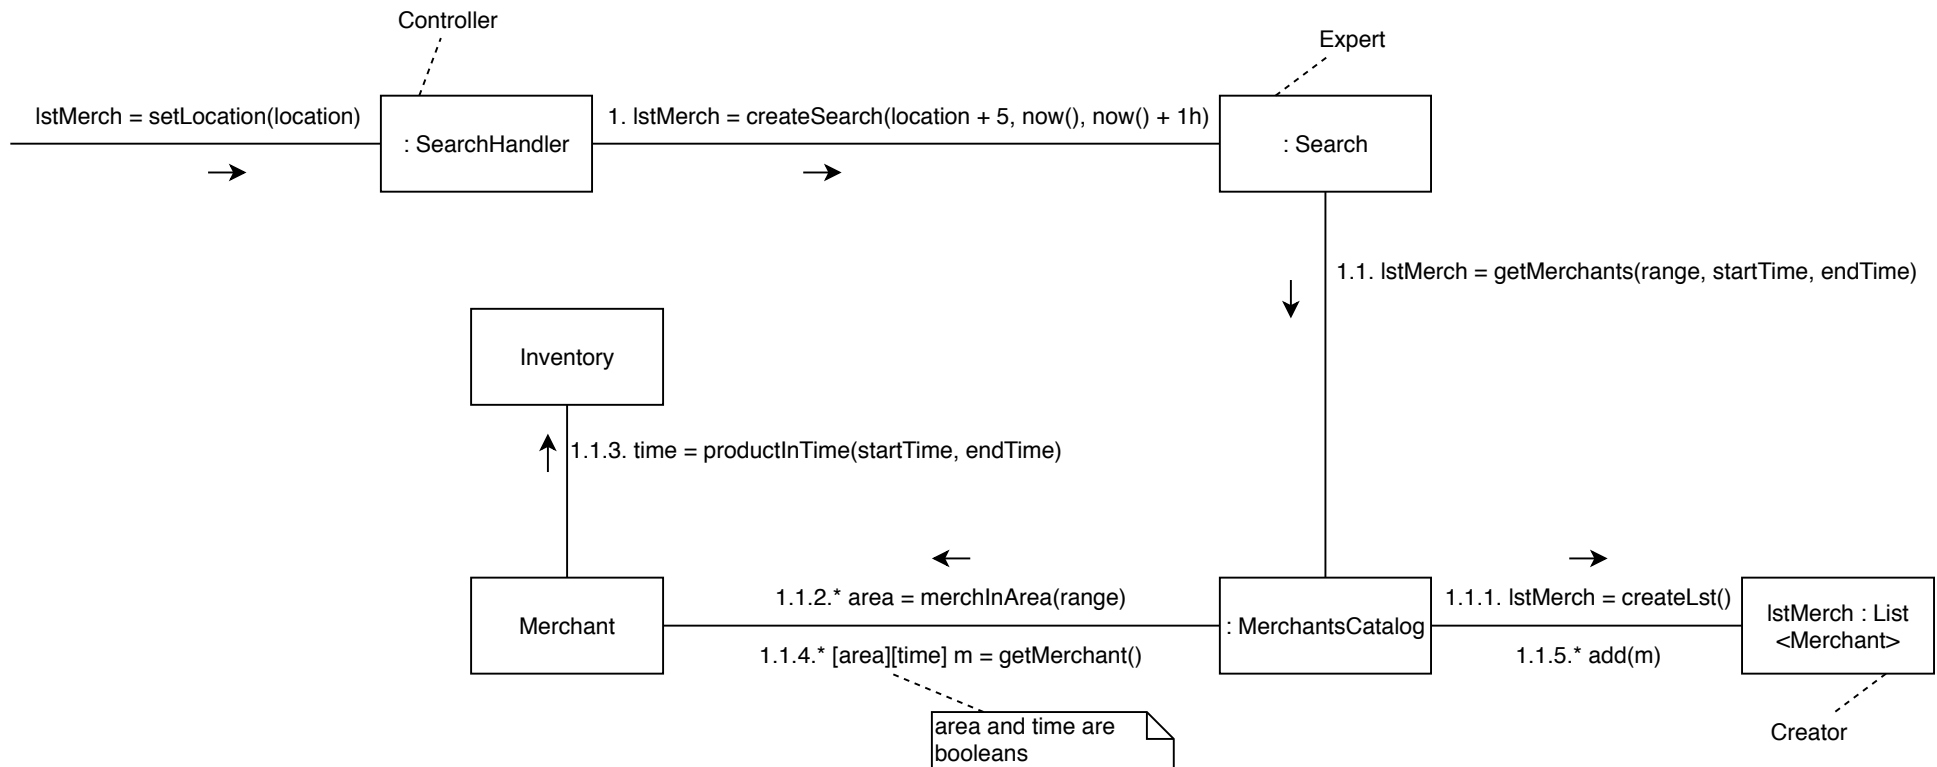 Controller
Expert
lstMerch = setLocation(location)
: SearchHandler
1. lstMerch = createSearch(location + 5, now(), now() + 1h)
: Search
1.1. lstMerch = getMerchants(range, startTime, endTime)
Inventory
1.1.3. time = productInTime(startTime, endTime)
Merchant
1.1.2.* area = merchInArea(range)
1.1.4.* [area][time] m = getMerchant()
: MerchantsCatalog
1.1.1. lstMerch = createLst()
1.1.5.* add(m)
lstMerch : List
<Merchant>
area and time are
booleans
Creator